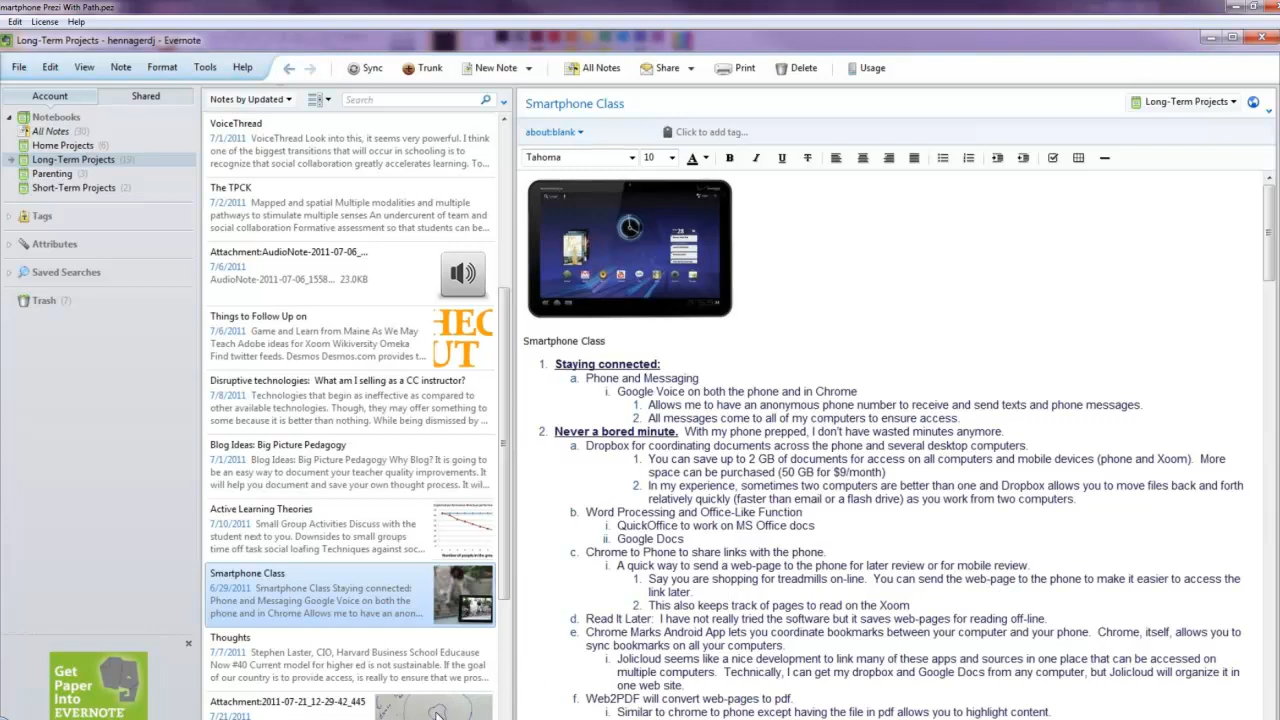 martphone Prezi With Path.pez
Edit License Help
Long-Term Projects - hennagerdj - Evernote
File Edit View Note Format Tools Help
Sync Trunk New Note All Notes Share Print Delete Usage
Account Shared
Notebooks
All Notes (30)
Home Projects (6)
Long-Term Projects (19)
Parenting (3)
Short-Term Projects (2)
Tags
Attributes
Saved Searches
Trash (7)
Get
Paper
Into
EVERNOTE
Notes by Updated Search
VoiceThread
7/1/2011 VoiceThread Look into this, it seems very powerful. I think
one of the biggest transitions that will occur in schooling is to
recognize that social collaboration greatly accelerates learning. To...
The TPCK
7/2/2011 Mapped and spatial Multiple modalities and multiple
pathways to stimulate multiple senses An undercurent of team and
social collaboration Formative assessment so that students can be...
Attachment:AudioNote-2011-07-06_...
7/6/2011
AudioNote-2011-07-06_1558... 23.0KB
Things to Follow Up on
7/6/2011 Game and Learn from Maine As We May
Teach Adobe ideas for Xoom Wikiversity Omeka
Find twitter feeds. Desmos Desmos.com provides t...
HEC
UT
Disruptive technologies: What am I selling as a CC instructor?
7/8/2011 Technologies that begin as ineffective as compared to
other available technologies. Though, they may offer something to
some because it is better than nothing. While being dismissed by...
Blog Ideas: Big Picture Pedagogy
7/1/2011 Blog Ideas: Big Picture Pedagogy Why Blog? It is going to
be an easy way to document your teacher quality improvements. It will
help you document and save your own thought process. It wil...
Active Learning Theories
7/10/2011 Small Group Activities Discuss with the
student next to you. Downsides to small groups
time off task social loafing Techniques against soc...
Smartphone Class
6/29/2011 Smartphone Class Staying connected:
Phone and Messaging Google Voice on both the
phone and in Chrome Allows me to have an anon...
Thoughts
7/7/2011 Stephen Laster, CIO, Harvard Business School Educause
Now #40 Current model for higher ed is not sustainable. If the goal
of our country is to provide access, is really to ensure that we pros...
Attachment:2011-07-21_12-29-42_445
7/21/2011
Smartphone Class Long-Term Projects
about:blank Click to add tag...
Tahoma 10 A B I U T
Smartphone Class
1. Staying connected:
a. Phone and Messaging
i. Google Voice on both the phone and in Chrome
1. Allows me to have an anonymous phone number to receive and send texts and phone messages.
2. All messages come to all of my computers to ensure access.
2. Never a bored minute. With my phone prepped, I don't have wasted minutes anymore.
a. Dropbox for coordinating documents across the phone and several desktop computers.
1. You can save up to 2 GB of documents for access on all computers and mobile devices (phone and Xoom). More
space can be purchased (50 GB for $9/month)
2. In my experience, sometimes two computers are better than one and Dropbox allows you to move files back and forth
relatively quickly (faster than email or a flash drive) as you work from two computers.
b. Word Processing and Office-Like Function
i. QuickOffice to work on MS Office docs
ii. Google Docs
c. Chrome to Phone to share links with the phone.
i. A quick way to send a web-page to the phone for later review or for mobile review.
1. Say you are shopping for treadmills on-line. You can send the web-page to the phone to make it easier to access the
link later.
2. This also keeps track of pages to read on the Xoom
d. Read It Later: I have not really tried the software but it saves web-pages for reading off-line.
e. Chrome Marks Android App lets you coordinate bookmarks between your computer and your phone. Chrome, itself, allows you to
sync bookmarks on all your computers.
i. Jolicloud seems like a nice development to link many of these apps and sources in one place that can be accessed on
multiple computers. Technically, I can get my dropbox and Google Docs from any computer, but Jolicloud will organize it in
one web site.
f. Web2PDF will convert web-pages to pdf.
i. Similar to chrome to phone except having the file in pdf allows you to highlight content.